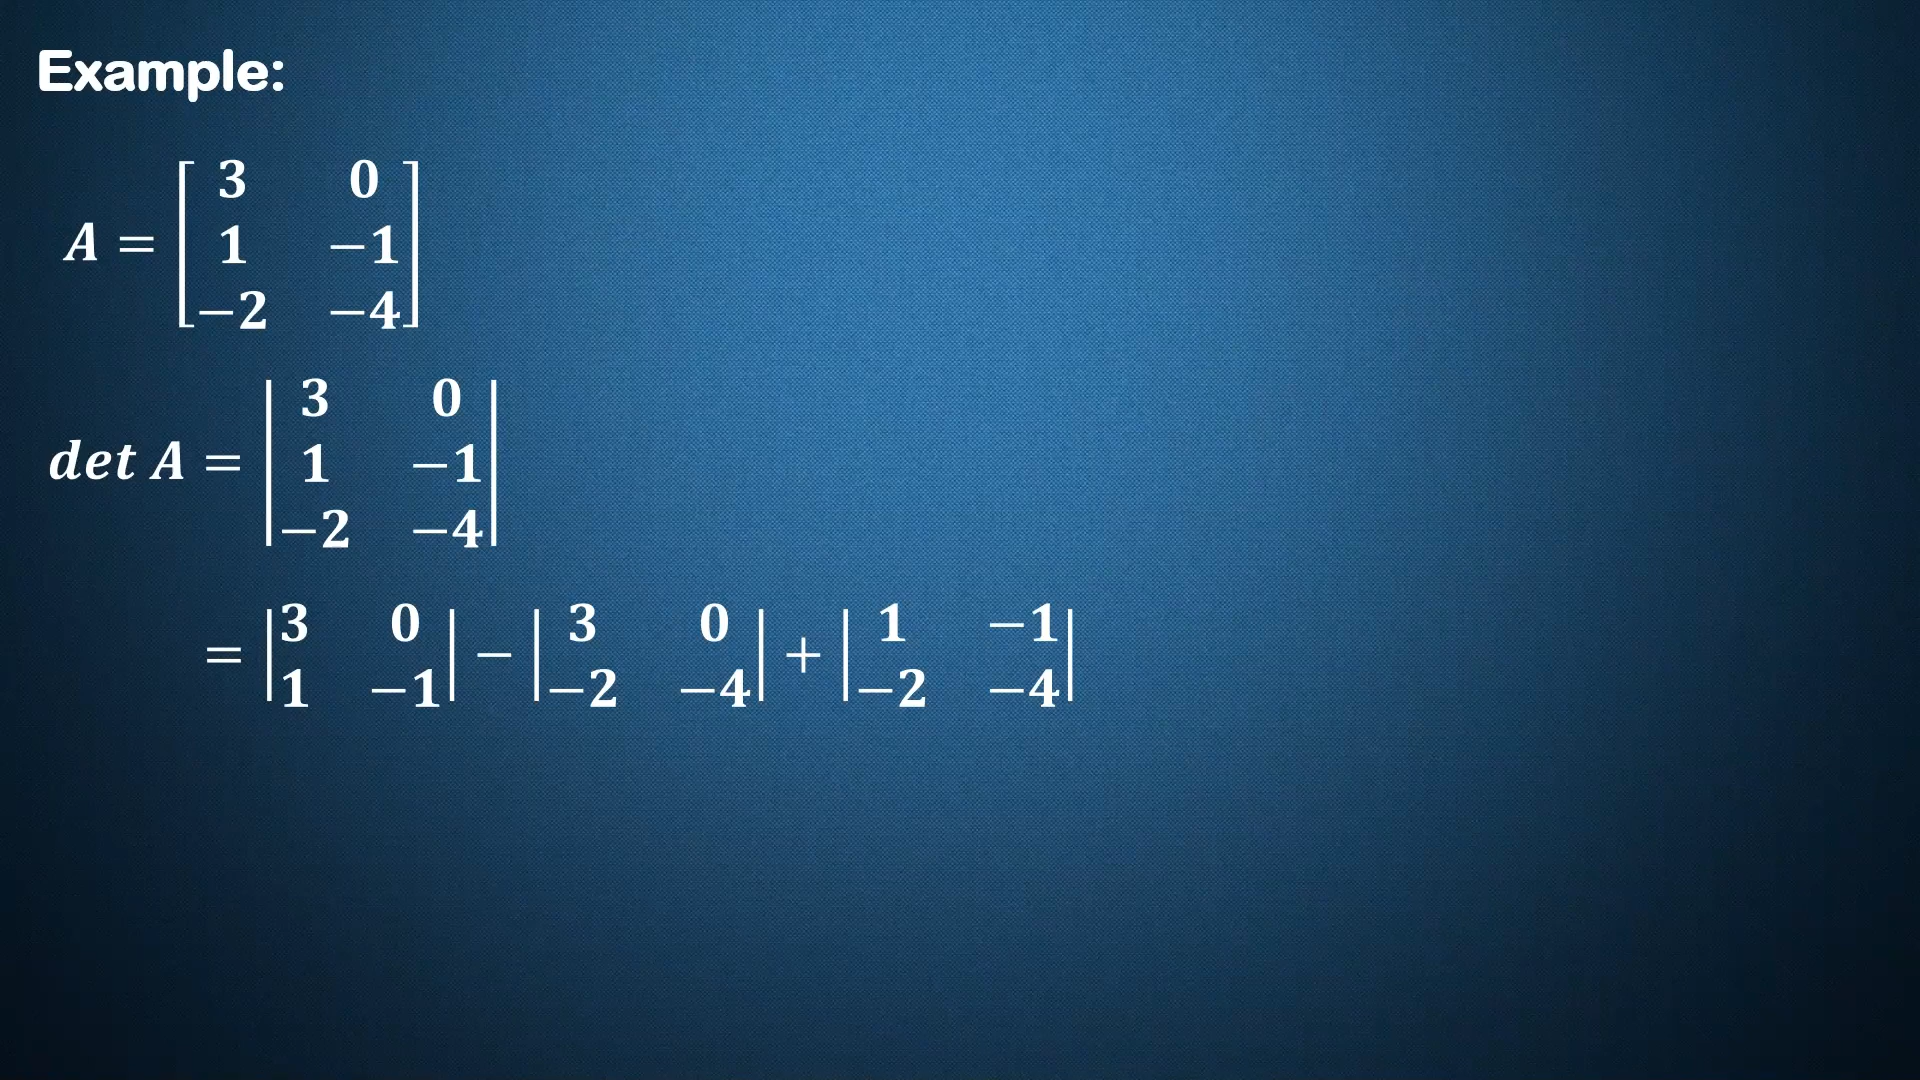 Example:
A = [3 0
1 −1
−2 −4]
det A = |3 0
1 −1
−2 −4|
= |3 0
1 −1| − |3 0
−2 −4| + |1 −1
−2 −4|